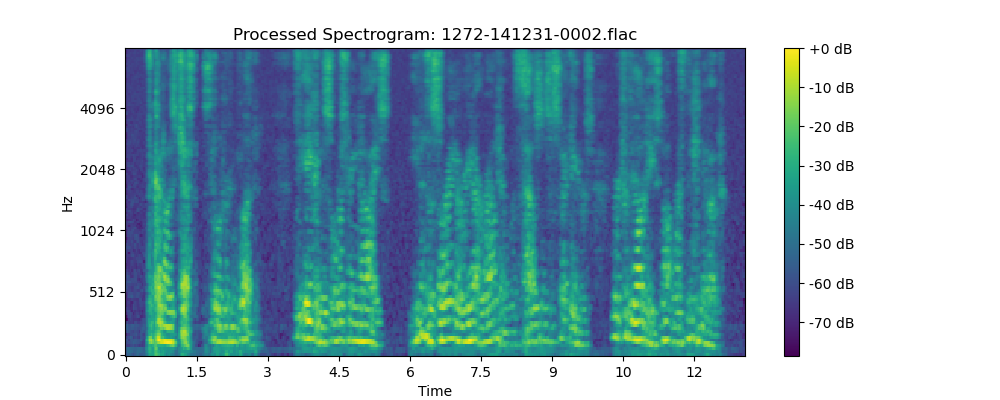 Processed Spectrogram: 1272-141231-0002.flac
Hz
4096
2048
1024
512
0
0 1.5 3 4.5 6 7.5 9 10 12
Time
+0 dB
-10 dB
-20 dB
-30 dB
-40 dB
-50 dB
-60 dB
-70 dB